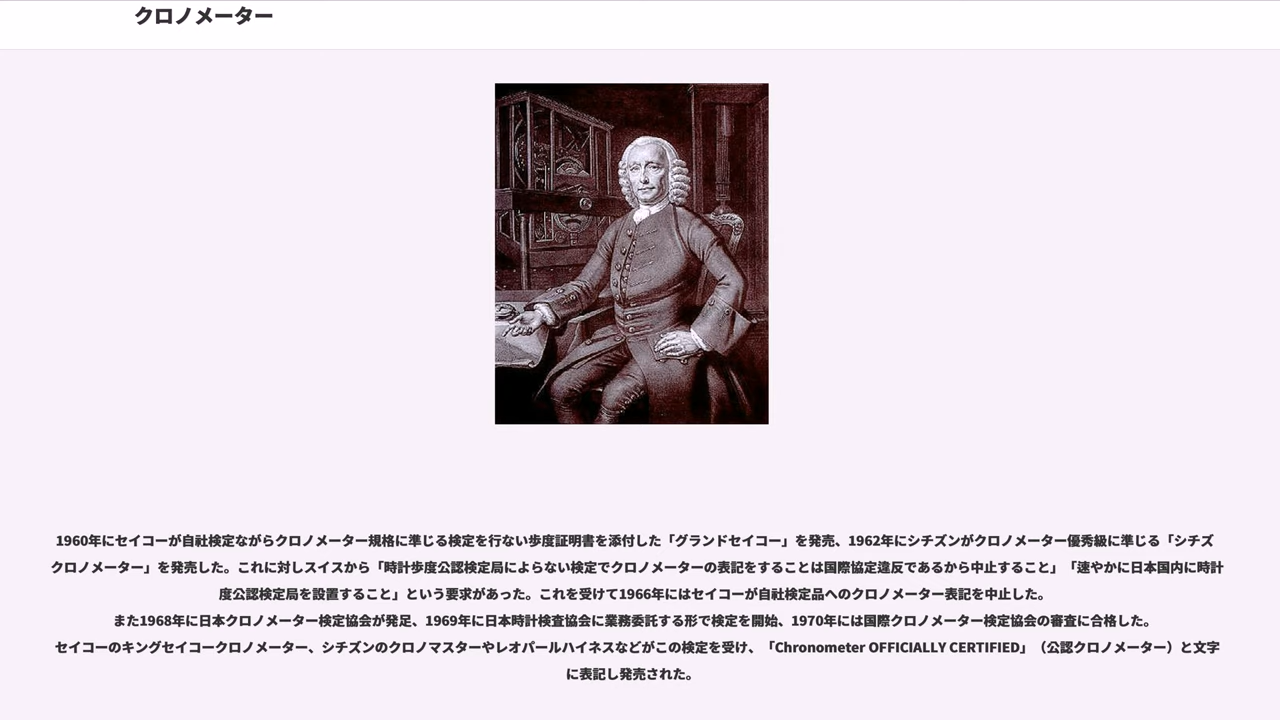 クロノメーター
1960年にセイコーが自社検定ながらクロノメーター規格に準じる検定を行ない歩度証明書を添付した「グランドセイコー」を発売、1962年にシチズンがクロノメーター優秀級に準じる「シチズ
クロノメーター」を発売した。これに対しスイスから「時計歩度公認検定局によらない検定でクロノメーターの表記をすることは国際協定違反であるから中止すること」「速やかに日本国内に時計
度公認検定局を設置すること」という要求があった。これを受けて1966年にはセイコーが自社検定品へのクロノメーター表記を中止した。
また1968年に日本クロノメーター検定協会が発足、1969年に日本時計検査協会に業務委託する形で検定を開始、1970年には国際クロノメーター検定協会の審査に合格した。
セイコーのキングセイコークロノメーター、シチズンのクロノマスターやレオパールハイネスなどがこの検定を受け、「Chronometer OFFICIALLY CERTIFIED」（公認クロノメーター）と文字
に表記し発売された。